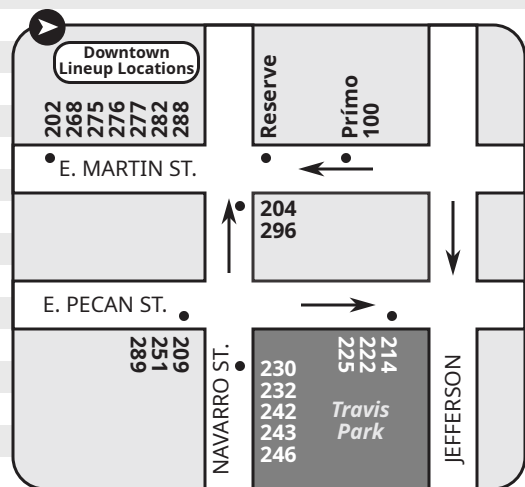 Downtown
Lineup Locations
202
268
275
276
277
282
288
Reserve
Prímo
100
E. MARTIN ST.
204
296
E. PECAN ST.
289
251
209
NAVARRO ST.
230
232
242
243
246
225
222
214
Travis
Park
JEFFERSON